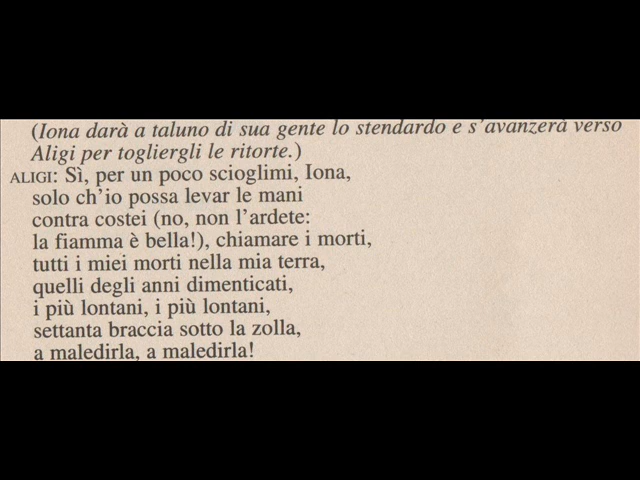 (Iona darà a taluno di sua gente lo stendardo e s'avanzerà verso
Aligi per togliergli le ritorte.)
ALIGI: Sì, per un poco scioglimi, Iona,
solo ch'io possa levar le mani
contra costei (no, non l'ardete:
la fiamma è bella!), chiamare i morti,
tutti i miei morti nella mia terra,
quelli degli anni dimenticati,
i più lontani, i più lontani,
settanta braccia sotto la zolla,
a maledirla, a maledirla!